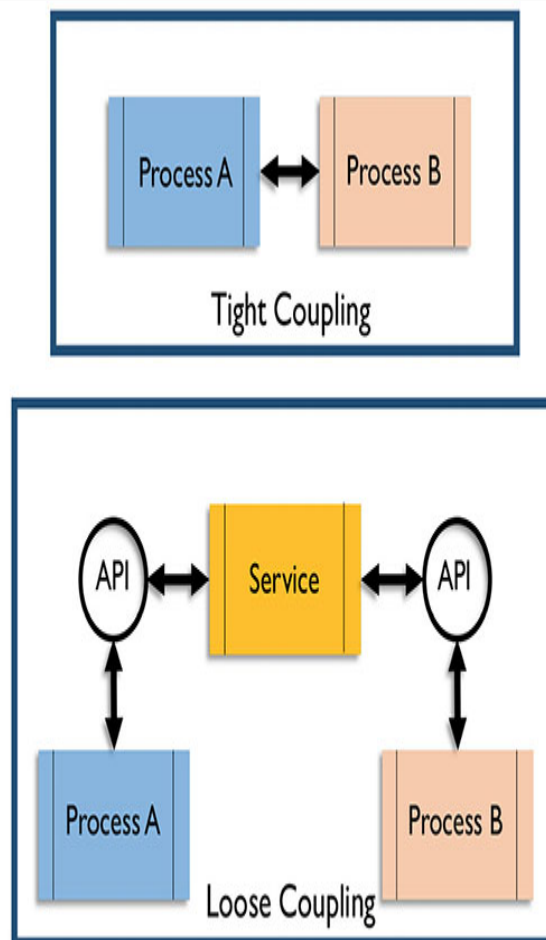 Process A
Process B
Tight Coupling
API
Service
API
Process A
Process B
Loose Coupling